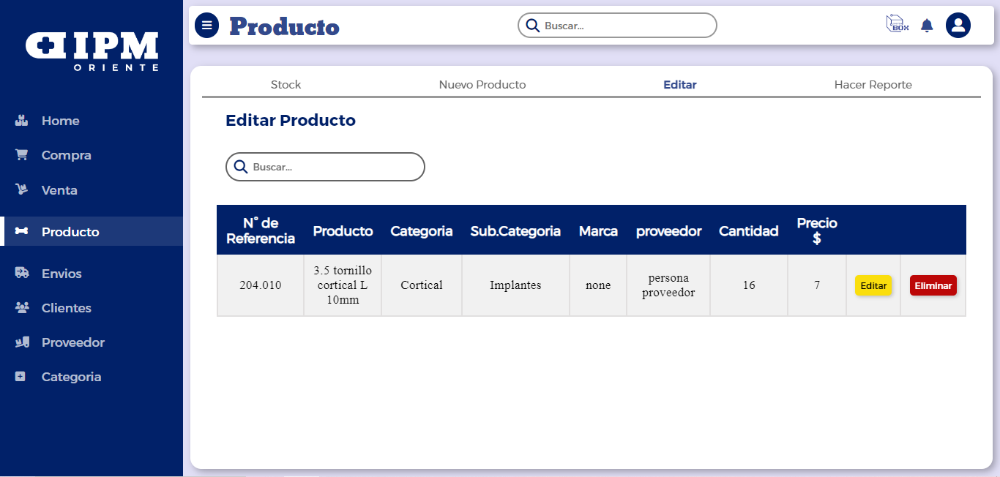 IPM
ORIENTE
Home
Compra
Venta
Producto
Envios
Clientes
Proveedor
Categoria
Producto
Buscar...
BOX
Stock
Nuevo Producto
Editar
Hacer Reporte
Editar Producto
Buscar...
N° de Referencia Producto Categoria Sub.Categoria Marca proveedor Cantidad Precio $
204.010 3.5 tornillo cortical L 10mm Cortical Implantes none persona proveedor 16 7 Editar Eliminar